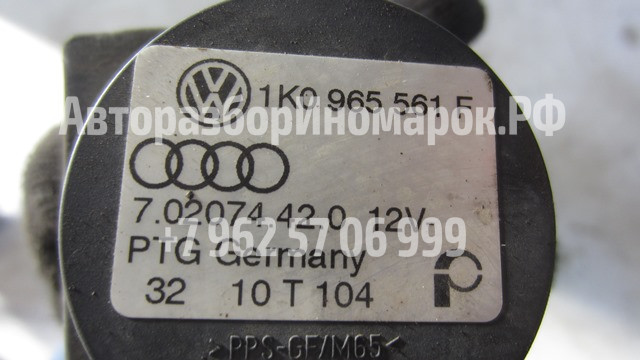 1K0 965 561 F
АвторазбориномарокРФ.РФ
7.02074.42.0 12V
+7 962 57 06 999
PTG Germany
32 10 T 104
>PPS-GF/M65<